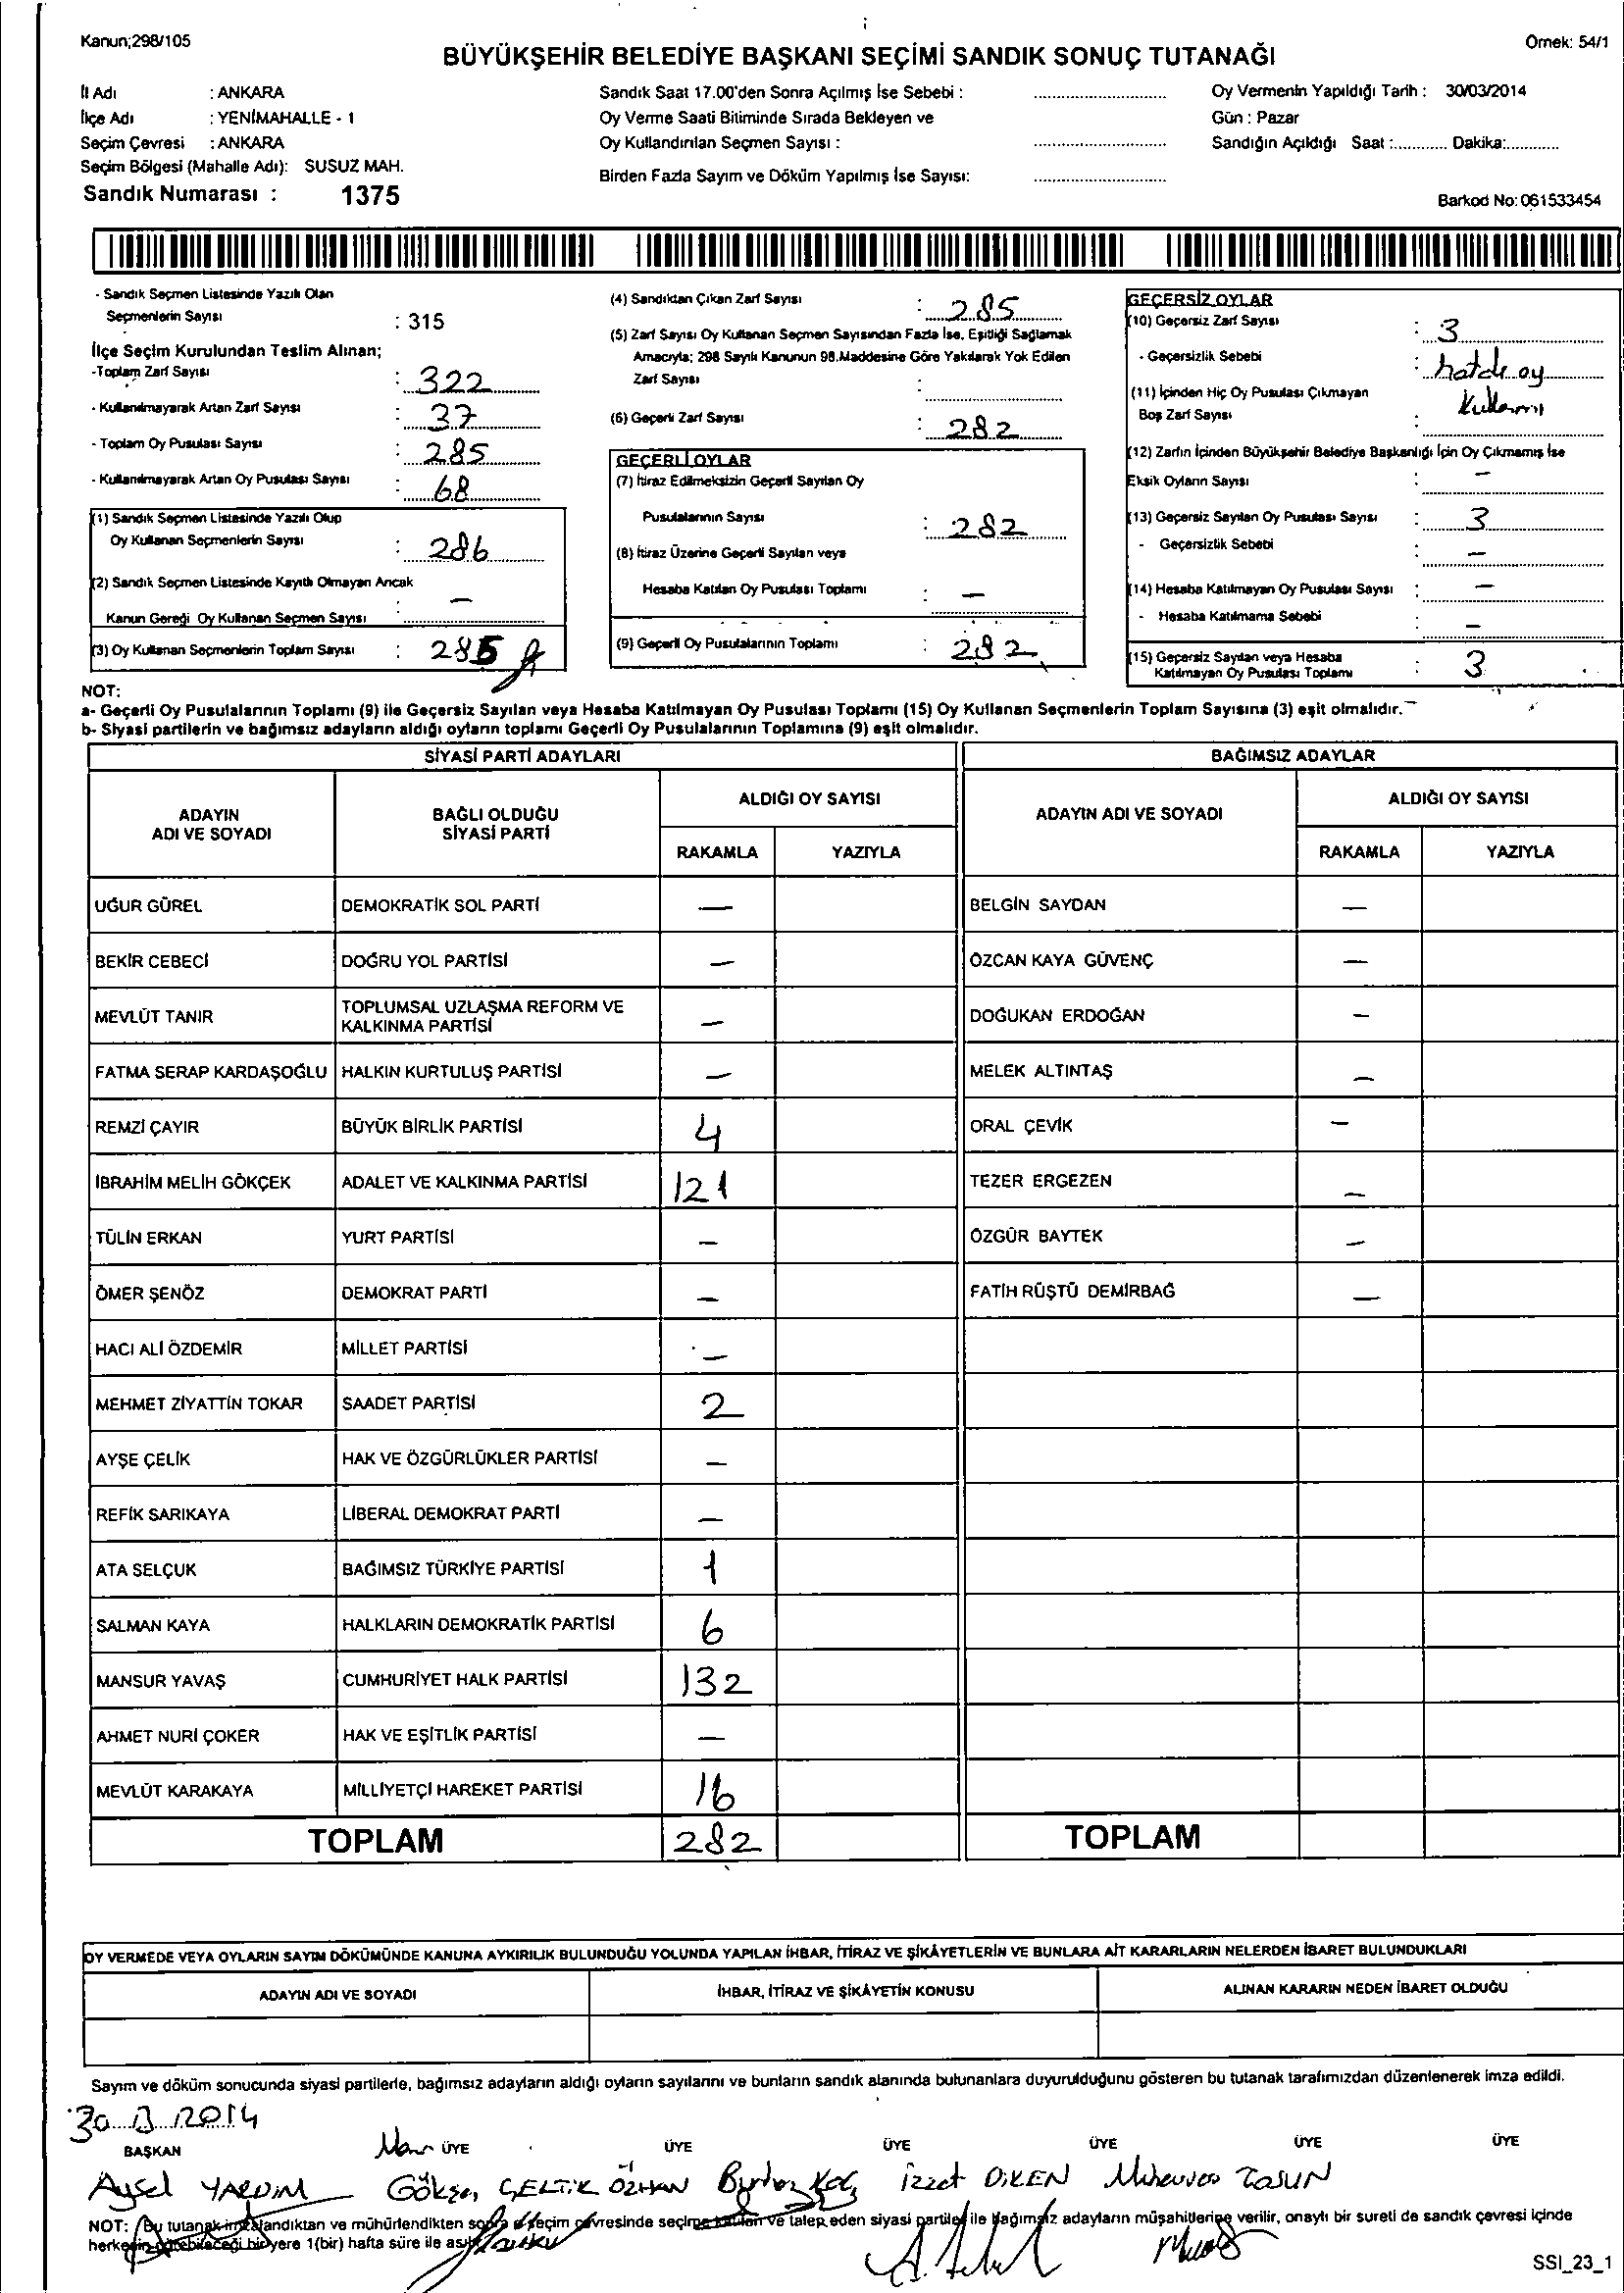 Kanun;298/105
Örnek: 54/1
BÜYÜKŞEHİR BELEDİYE BAŞKANI SEÇİMİ SANDIK SONUÇ TUTANAĞI
İl Adı : ANKARA
İlçe Adı : YENİMAHALLE - 1
Seçim Çevresi : ANKARA
Seçim Bölgesi (Mahalle Adı): SUSUZ MAH.
Sandık Numarası : 1375
Sandık Saat 17.00'den Sonra Açılmış İse Sebebi :
Oy Verme Saati Bitiminde Sırada Bekleyen ve
Oy Kullandırılan Seçmen Sayısı :
Birden Fazla Sayım ve Döküm Yapılmış İse Sayısı:
Oy Vermenin Yapıldığı Tarih : 30/03/2014
Gün : Pazar
Sandığın Açıldığı Saat :............ Dakika:............
Barkod No: 061533454
- Sandık Seçmen Listesinde Yazılı Olan
Seçmenlerin Sayısı : 315
İlçe Seçim Kurulundan Teslim Alınan;
-Toplam Zarf Sayısı : 322
- Kullanılmayarak Artan Zarf Sayısı : 37
- Toplam Oy Pusulası Sayısı : 285
- Kullanılmayarak Artan Oy Pusulası Sayısı : 68
(1) Sandık Seçmen Listesinde Yazılı Olup
Oy Kullanan Seçmenlerin Sayısı : 286
(2) Sandık Seçmen Listesinde Kayıtlı Olmayan Ancak
Kanun Gereği Oy Kullanan Seçmen Sayısı : —
(3) Oy Kullanan Seçmenlerin Toplam Sayısı : 285
(4) Sandıktan Çıkan Zarf Sayısı : 285
(5) Zarf Sayısı Oy Kullanan Seçmen Sayısından Fazla İse, Eşitliği Sağlamak
Amacıyla; 298 Sayılı Kanunun 98.Maddesine Göre Yakılarak Yok Edilen
Zarf Sayısı :
(6) Geçerli Zarf Sayısı : 282
GEÇERLİ OYLAR
(7) İtiraz Edilmeksizin Geçerli Sayılan Oy
Pusulalarının Sayısı : 282
(8) İtiraz Üzerine Geçerli Sayılan veya
Hesaba Katılan Oy Pusulası Toplamı : —
(9) Geçerli Oy Pusulalarının Toplamı : 282
GEÇERSİZ OYLAR
(10) Geçersiz Zarf Sayısı : 3
- Geçersizlik Sebebi : hatalı oy
(11) İçinden Hiç Oy Pusulası Çıkmayan
Boş Zarf Sayısı :
(12) Zarfın İçinden Büyükşehir Belediye Başkanlığı İçin Oy Çıkmamış İse
Eksik Oyların Sayısı : —
(13) Geçersiz Sayılan Oy Pusulası Sayısı : 3
- Geçersizlik Sebebi : —
(14) Hesaba Katılmayan Oy Pusulası Sayısı : —
- Hesaba Katılmama Sebebi : —
(15) Geçersiz Sayılan veya Hesaba
Katılmayan Oy Pusulası Toplamı : 3
NOT:
a- Geçerli Oy Pusulalarının Toplamı (9) ile Geçersiz Sayılan veya Hesaba Katılmayan Oy Pusulası Toplamı (15) Oy Kullanan Seçmenlerin Toplam Sayısına (3) eşit olmalıdır.
b- Siyasi partilerin ve bağımsız adayların aldığı oyların toplamı Geçerli Oy Pusulalarının Toplamına (9) eşit olmalıdır.
SİYASİ PARTİ ADAYLARI BAĞIMSIZ ADAYLAR
ADAYIN ADI VE SOYADI
BAĞLI OLDUĞU SİYASİ PARTİ
ALDIĞI OY SAYISI
RAKAMLA YAZIYLA
ADAYIN ADI VE SOYADI
ALDIĞI OY SAYISI
RAKAMLA YAZIYLA
UĞUR GÜREL DEMOKRATİK SOL PARTİ — BELGİN SAYDAN —
BEKİR CEBECİ DOĞRU YOL PARTİSİ — ÖZCAN KAYA GÜVENÇ —
MEVLÜT TANIR TOPLUMSAL UZLAŞMA REFORM VE KALKINMA PARTİSİ — DOĞUKAN ERDOĞAN —
FATMA SERAP KARDAŞOĞLU HALKIN KURTULUŞ PARTİSİ — MELEK ALTINTAŞ —
REMZİ ÇAYIR BÜYÜK BİRLİK PARTİSİ 4 ORAL ÇEVİK —
İBRAHİM MELİH GÖKÇEK ADALET VE KALKINMA PARTİSİ 121 TEZER ERGEZEN —
TÜLİN ERKAN YURT PARTİSİ — ÖZGÜR BAYTEK —
ÖMER ŞENÖZ DEMOKRAT PARTİ — FATİH RÜŞTÜ DEMİRBAĞ —
HACI ALİ ÖZDEMİR MİLLET PARTİSİ —
MEHMET ZİYATTİN TOKAR SAADET PARTİSİ 2
AYŞE ÇELİK HAK VE ÖZGÜRLÜKLER PARTİSİ —
REFİK SARIKAYA LİBERAL DEMOKRAT PARTİ —
ATA SELÇUK BAĞIMSIZ TÜRKİYE PARTİSİ 1
SALMAN KAYA HALKLARIN DEMOKRATİK PARTİSİ 6
MANSUR YAVAŞ CUMHURİYET HALK PARTİSİ 132
AHMET NURİ ÇOKER HAK VE EŞİTLİK PARTİSİ —
MEVLÜT KARAKAYA MİLLİYETÇİ HAREKET PARTİSİ 16
TOPLAM 282 TOPLAM
OY VERMEDE VEYA OYLARIN SAYIM DÖKÜMÜNDE KANUNA AYKIRILIK BULUNDUĞU YOLUNDA YAPILAN İHBAR, İTİRAZ VE ŞİKÂYETLERİN VE BUNLARA AİT KARARLARIN NELERDEN İBARET BULUNDUKLARI
ADAYIN ADI VE SOYADI İHBAR, İTİRAZ VE ŞİKÂYETİN KONUSU ALINAN KARARIN NEDEN İBARET OLDUĞU
Sayım ve döküm sonucunda siyasi partilerle, bağımsız adayların aldığı oyların sayılarını ve bunların sandık alanında bulunanlara duyurulduğunu gösteren bu tutanak tarafımızdan düzenlenerek imza edildi.
30 3 2014
BAŞKAN ÜYE ÜYE ÜYE ÜYE ÜYE ÜYE
Aysel YARDIM Gökşen ÇELTİK ÖZHAN Burhan Koç İzzet DİKEN TOSUN
NOT: Bu tutanak imzalandıktan ve mühürlendikten sonra o seçim çevresinde seçime katılan ve talep eden siyasi partiler ile bağımsız adayların müşahitlerine verilir, onaylı bir sureti de sandık çevresi içinde
herkesin görebileceği bir yere 1(bir) hafta süre ile
SSI_23_1